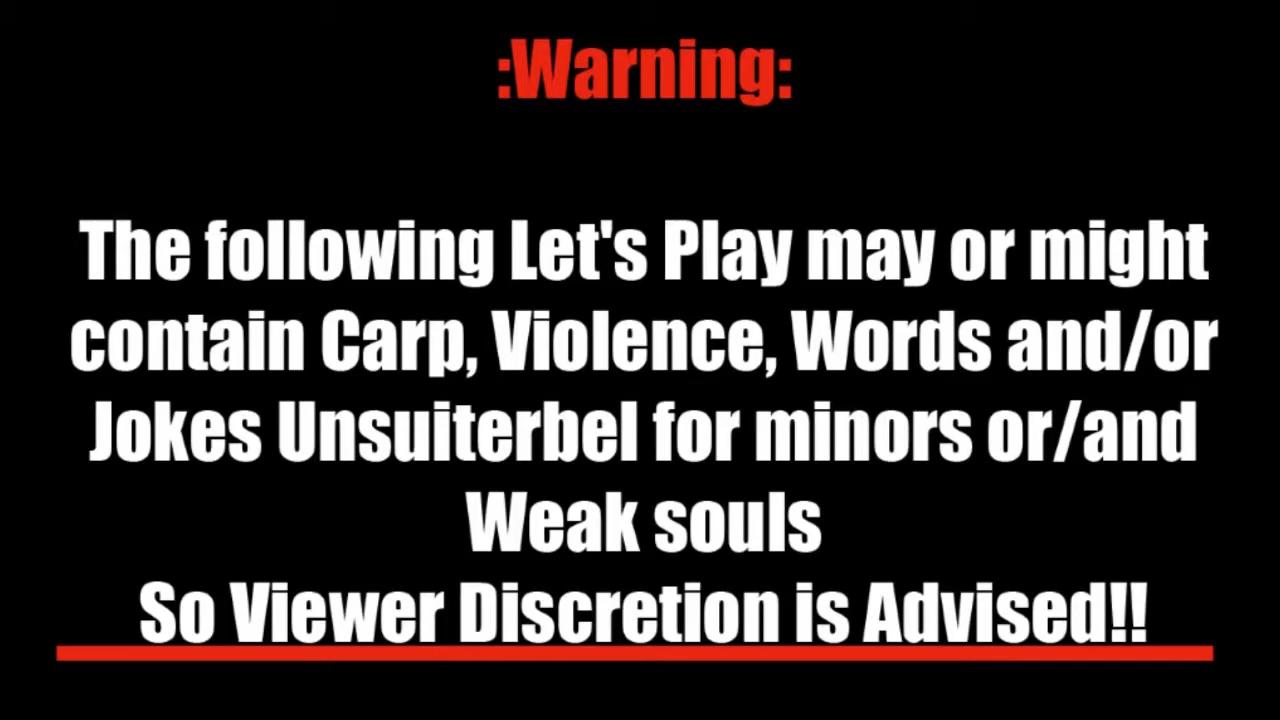 :Warning:
The following Let's Play may or might
contain Carp, Violence, Words and/or
Jokes Unsuiterbel for minors or/and
Weak souls
So Viewer Discretion is Advised!!